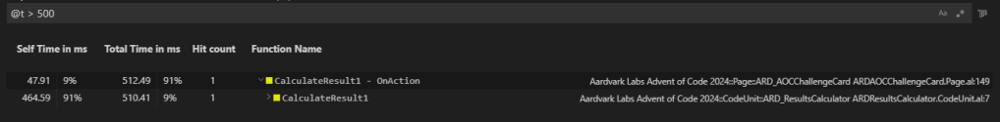 @t > 500
Aa .*
Self Time in ms Total Time in ms Hit count Function Name
47.91 9% 512.49 91% 1 CalculateResult1 - OnAction Aardvark Labs Advent of Code 2024::Page::ARD_AOCChallengeCard ARDAOCChallengeCard.Page.al:149
464.59 91% 510.41 9% 1 CalculateResult1 Aardvark Labs Advent of Code 2024::CodeUnit::ARD_ResultsCalculator ARDResultsCalculator.CodeUnit.al:7